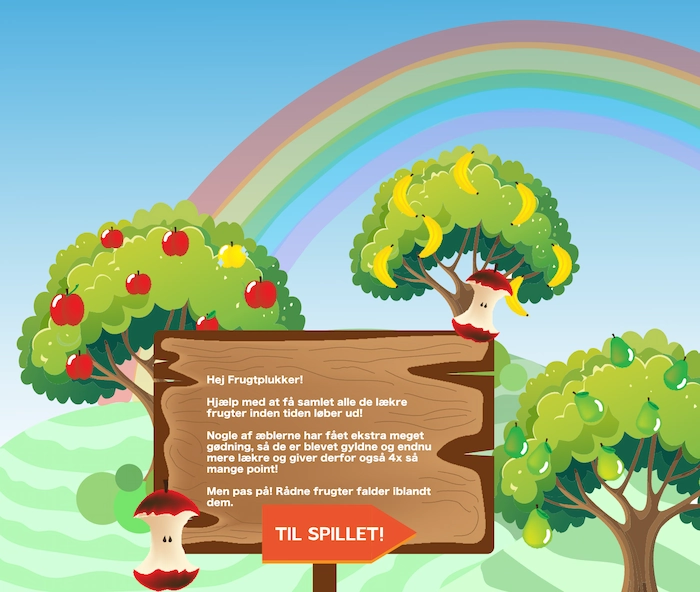 Hej Frugtplukker!
Hjælp med at få samlet alle de lækre
frugter inden tiden løber ud!
Nogle af æblerne har fået ekstra meget
gødning, så de er blevet gyldne og endnu
mere lækre og giver derfor også 4x så
mange point!
Men pas på! Rådne frugter falder iblandt
dem.
TIL SPILLET!